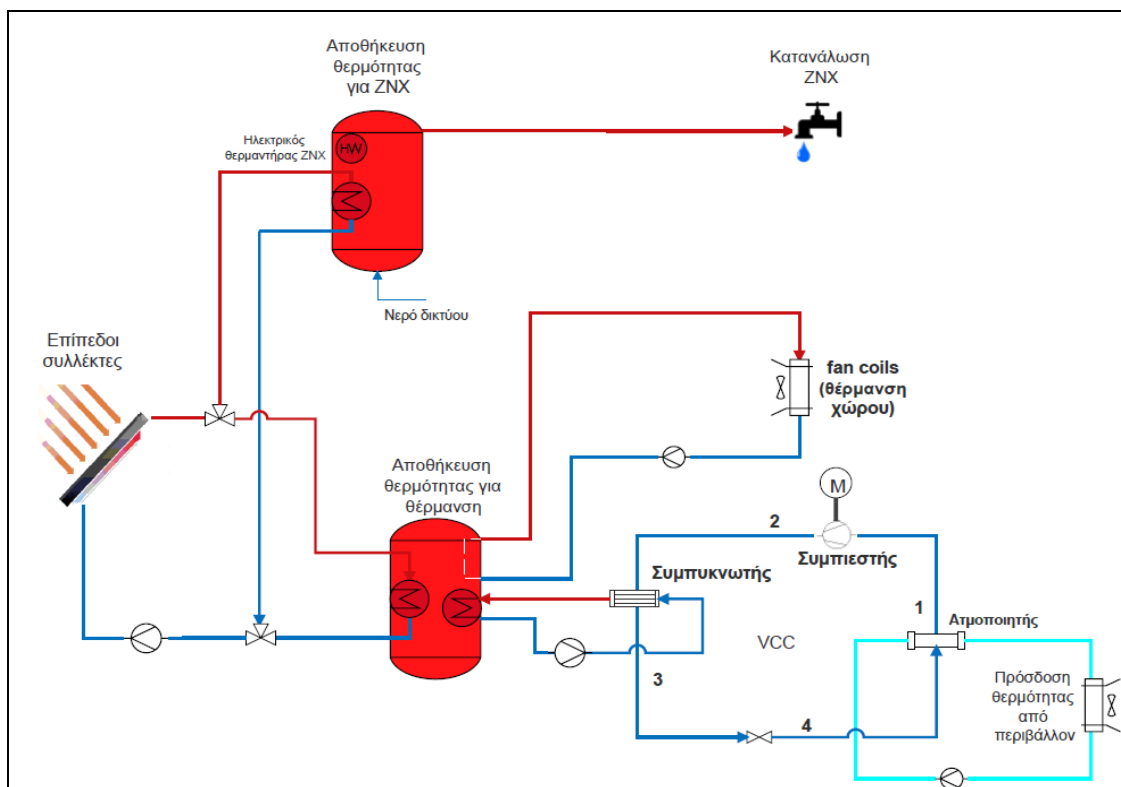 Αποθήκευση
θερμότητας
για ΖΝΧ
Κατανάλωση
ΖΝΧ
Ηλεκτρικός
θερμαντήρας ΖΝΧ
HW
Νερό δικτύου
Επίπεδοι
συλλέκτες
fan coils
(θέρμανση
χώρου)
Αποθήκευση
θερμότητας για
θέρμανση
M
2
Συμπιεστής
Συμπυκνωτής
1
Ατμοποιητής
VCC
3
4
Πρόσδοση
θερμότητας
από
περιβάλλον